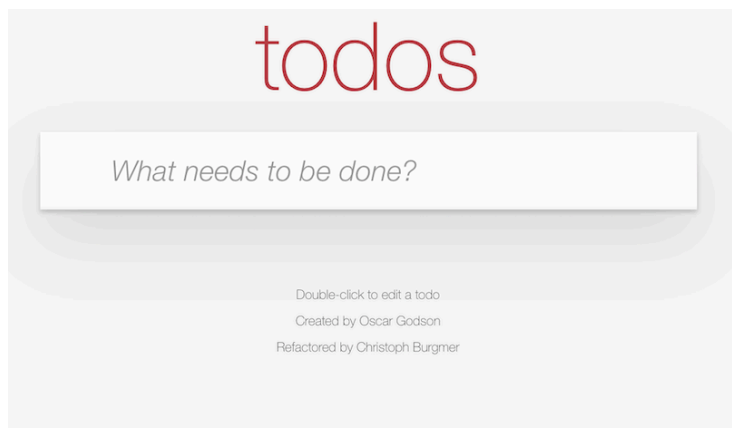 todos
What needs to be done?
Double-click to edit a todo
Created by Oscar Godson
Refactored by Christoph Burgmer